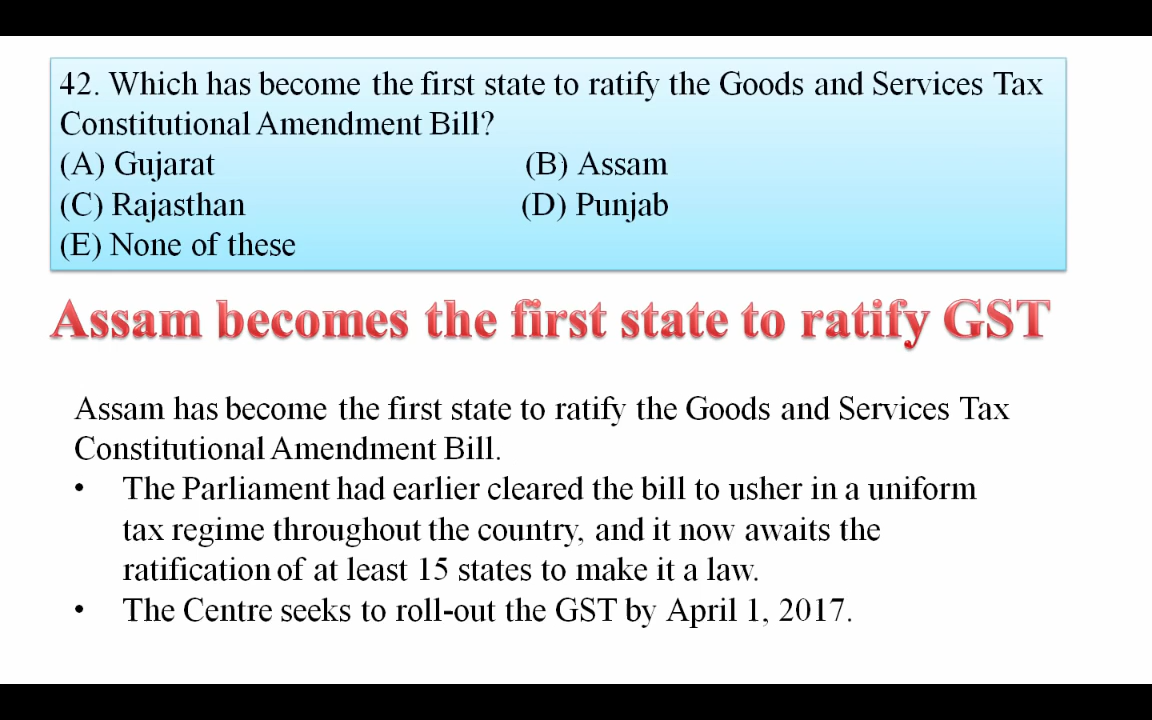 42. Which has become the first state to ratify the Goods and Services Tax
Constitutional Amendment Bill?
(A) Gujarat (B) Assam
(C) Rajasthan (D) Punjab
(E) None of these
Assam becomes the first state to ratify GST
Assam has become the first state to ratify the Goods and Services Tax
Constitutional Amendment Bill.
• The Parliament had earlier cleared the bill to usher in a uniform
tax regime throughout the country, and it now awaits the
ratification of at least 15 states to make it a law.
• The Centre seeks to roll-out the GST by April 1, 2017.